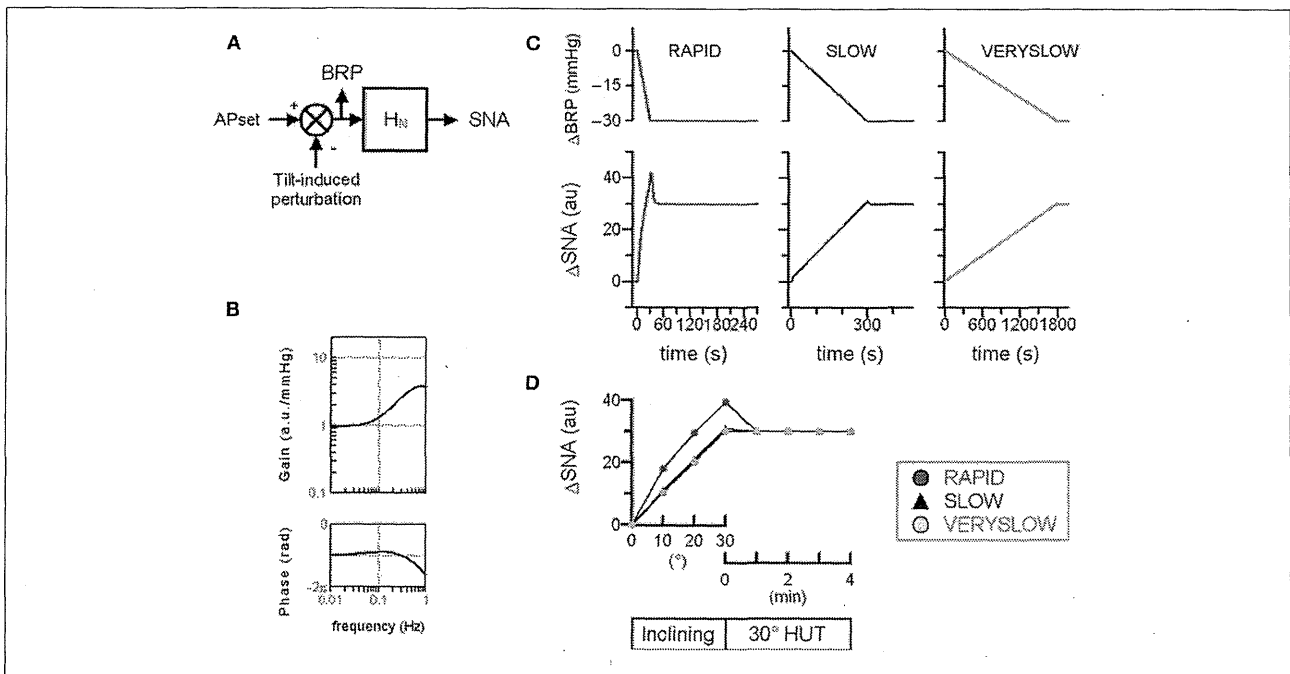 A
BRP
APset
+
-
H_N
SNA
Tilt-induced
perturbation
B
Gain (a.u./mmHg)
10
1
0.1
Phase (rad)
0
-2π
0.01
0.1
1
frequency (Hz)
C
RAPID
SLOW
VERYSLOW
ΔBRP (mmHg)
0
-15
-30
ΔSNA (au)
40
20
0
0 60 120 180 240
time (s)
0 300
time (s)
0 600 1200 1800
time (s)
D
ΔSNA (au)
40
20
0
0 10 20 30
(°)
0 2 4
(min)
Inclining
30° HUT
RAPID
SLOW
VERYSLOW